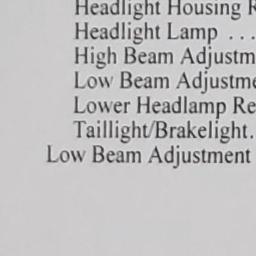 Headlight Housing R
Headlight Lamp . . .
High Beam Adjustm
Low Beam Adjustme
Lower Headlamp Re
Taillight/Brakelight.
Low Beam Adjustment